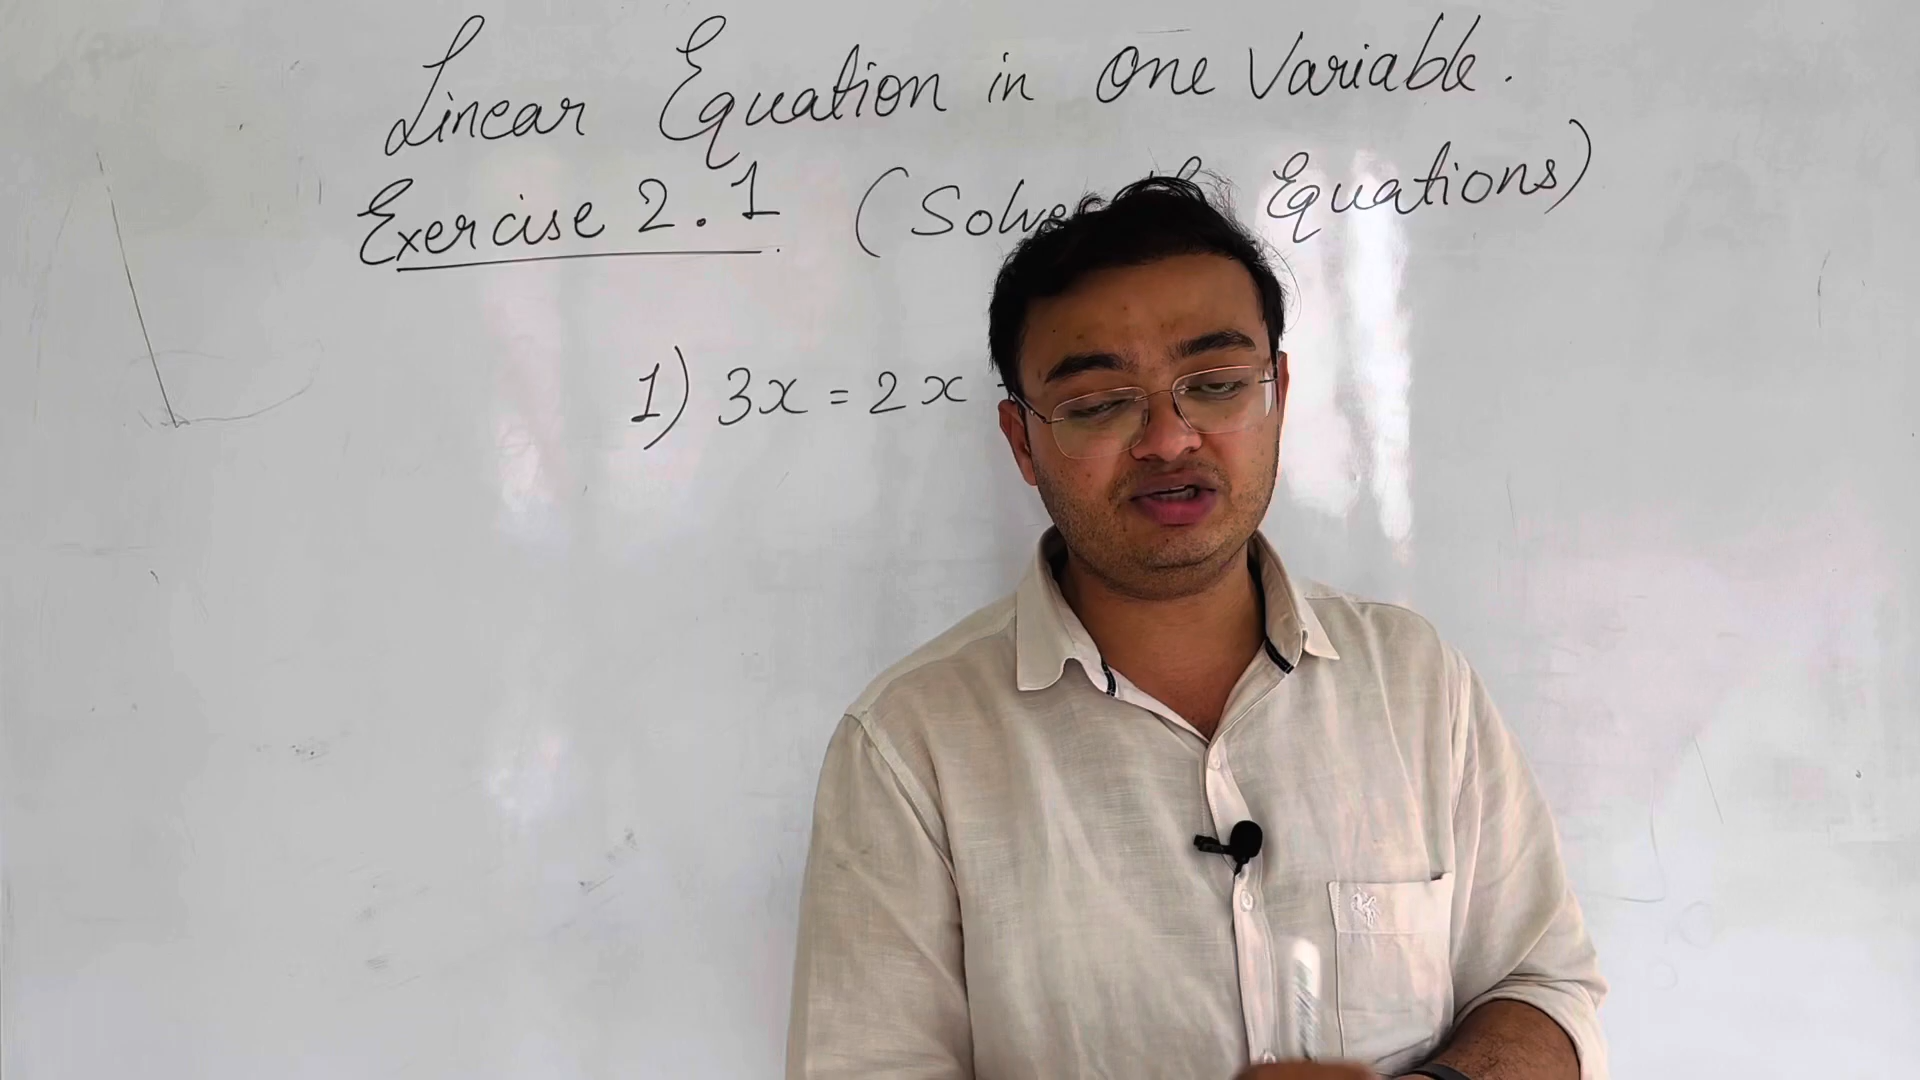 Linear Equation in One Variable.
Exercise 2.1 (Solve Equations)
1) 3x = 2x